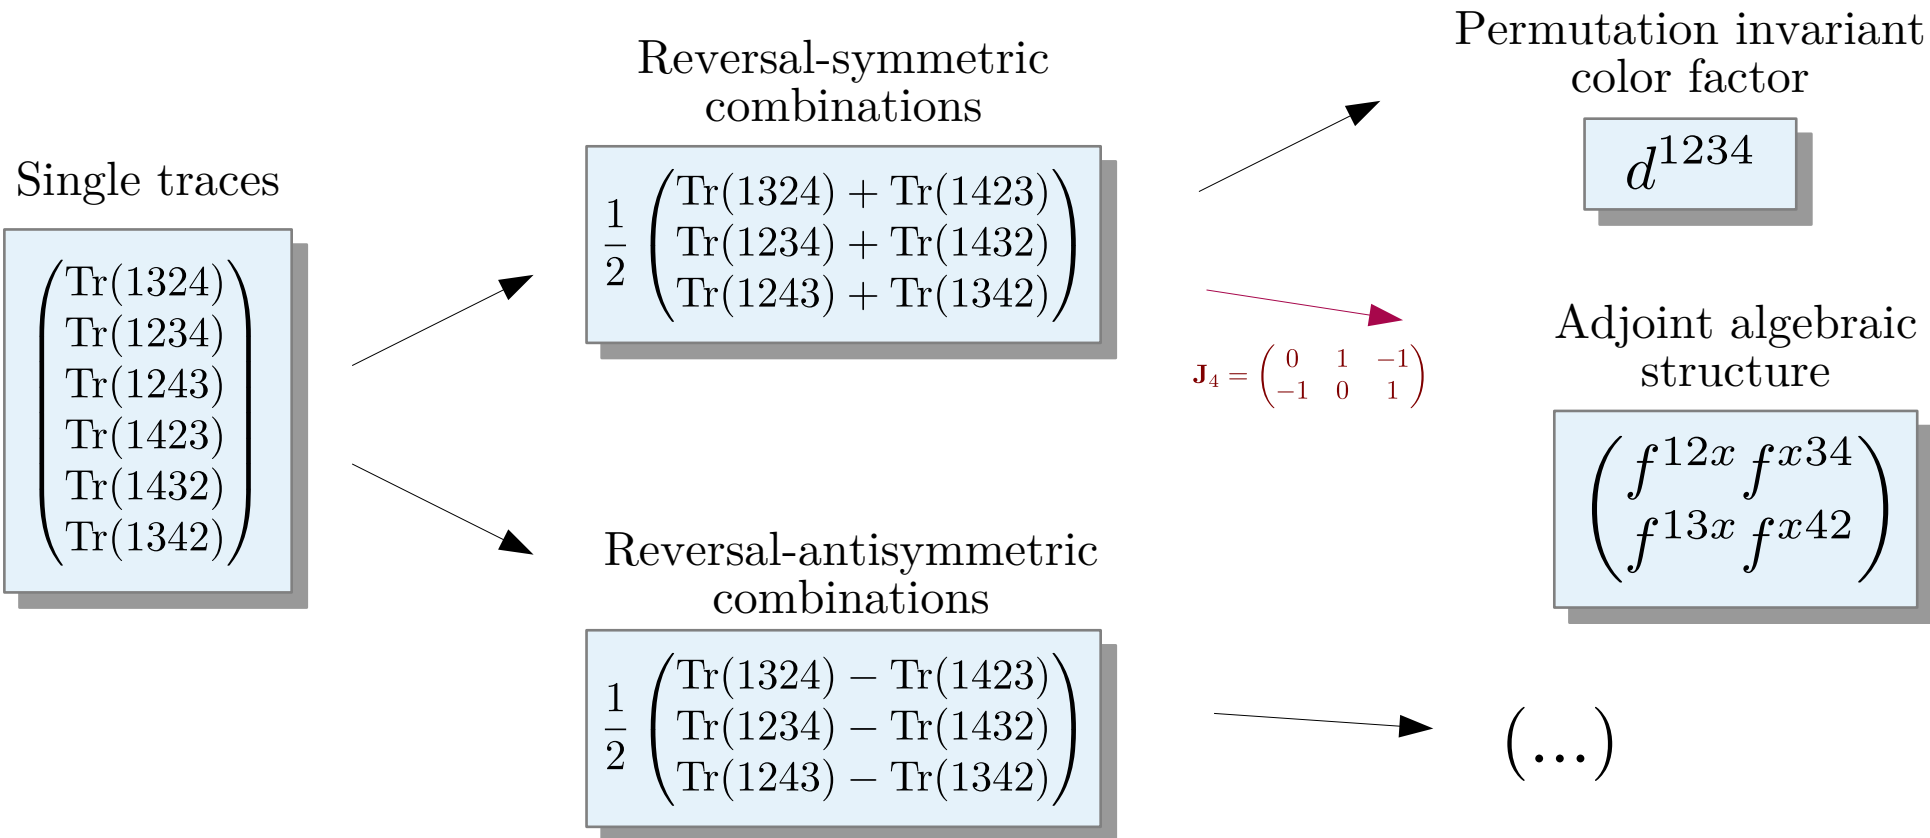 Single traces
Tr(1324)
Tr(1234)
Tr(1243)
Tr(1423)
Tr(1432)
Tr(1342)
Reversal-symmetric
combinations
1/2
Tr(1324) + Tr(1423)
Tr(1234) + Tr(1432)
Tr(1243) + Tr(1342)
Reversal-antisymmetric
combinations
1/2
Tr(1324) − Tr(1423)
Tr(1234) − Tr(1432)
Tr(1243) − Tr(1342)
Permutation invariant
color factor
d^{1234}
J_4 = (0 1 −1
−1 0 1)
Adjoint algebraic
structure
f^{12x} f^{x34}
f^{13x} f^{x42}
(...)